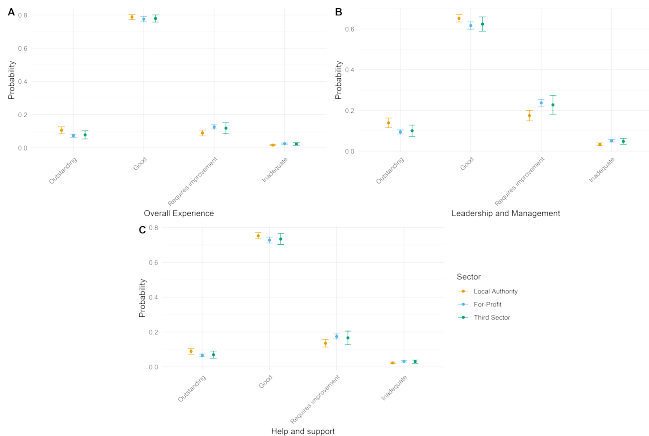 A
0.8
0.6
0.4
0.2
0.0
Probability
Outstanding
Good
Requires improvement
Inadequate
Overall Experience
B
0.6
0.4
0.2
0.0
Probability
Outstanding
Good
Requires improvement
Inadequate
Leadership and Management
C
0.8
0.6
0.4
0.2
0.0
Probability
Outstanding
Good
Requires improvement
Inadequate
Help and support
Sector
Local Authority
For-Profit
Third Sector